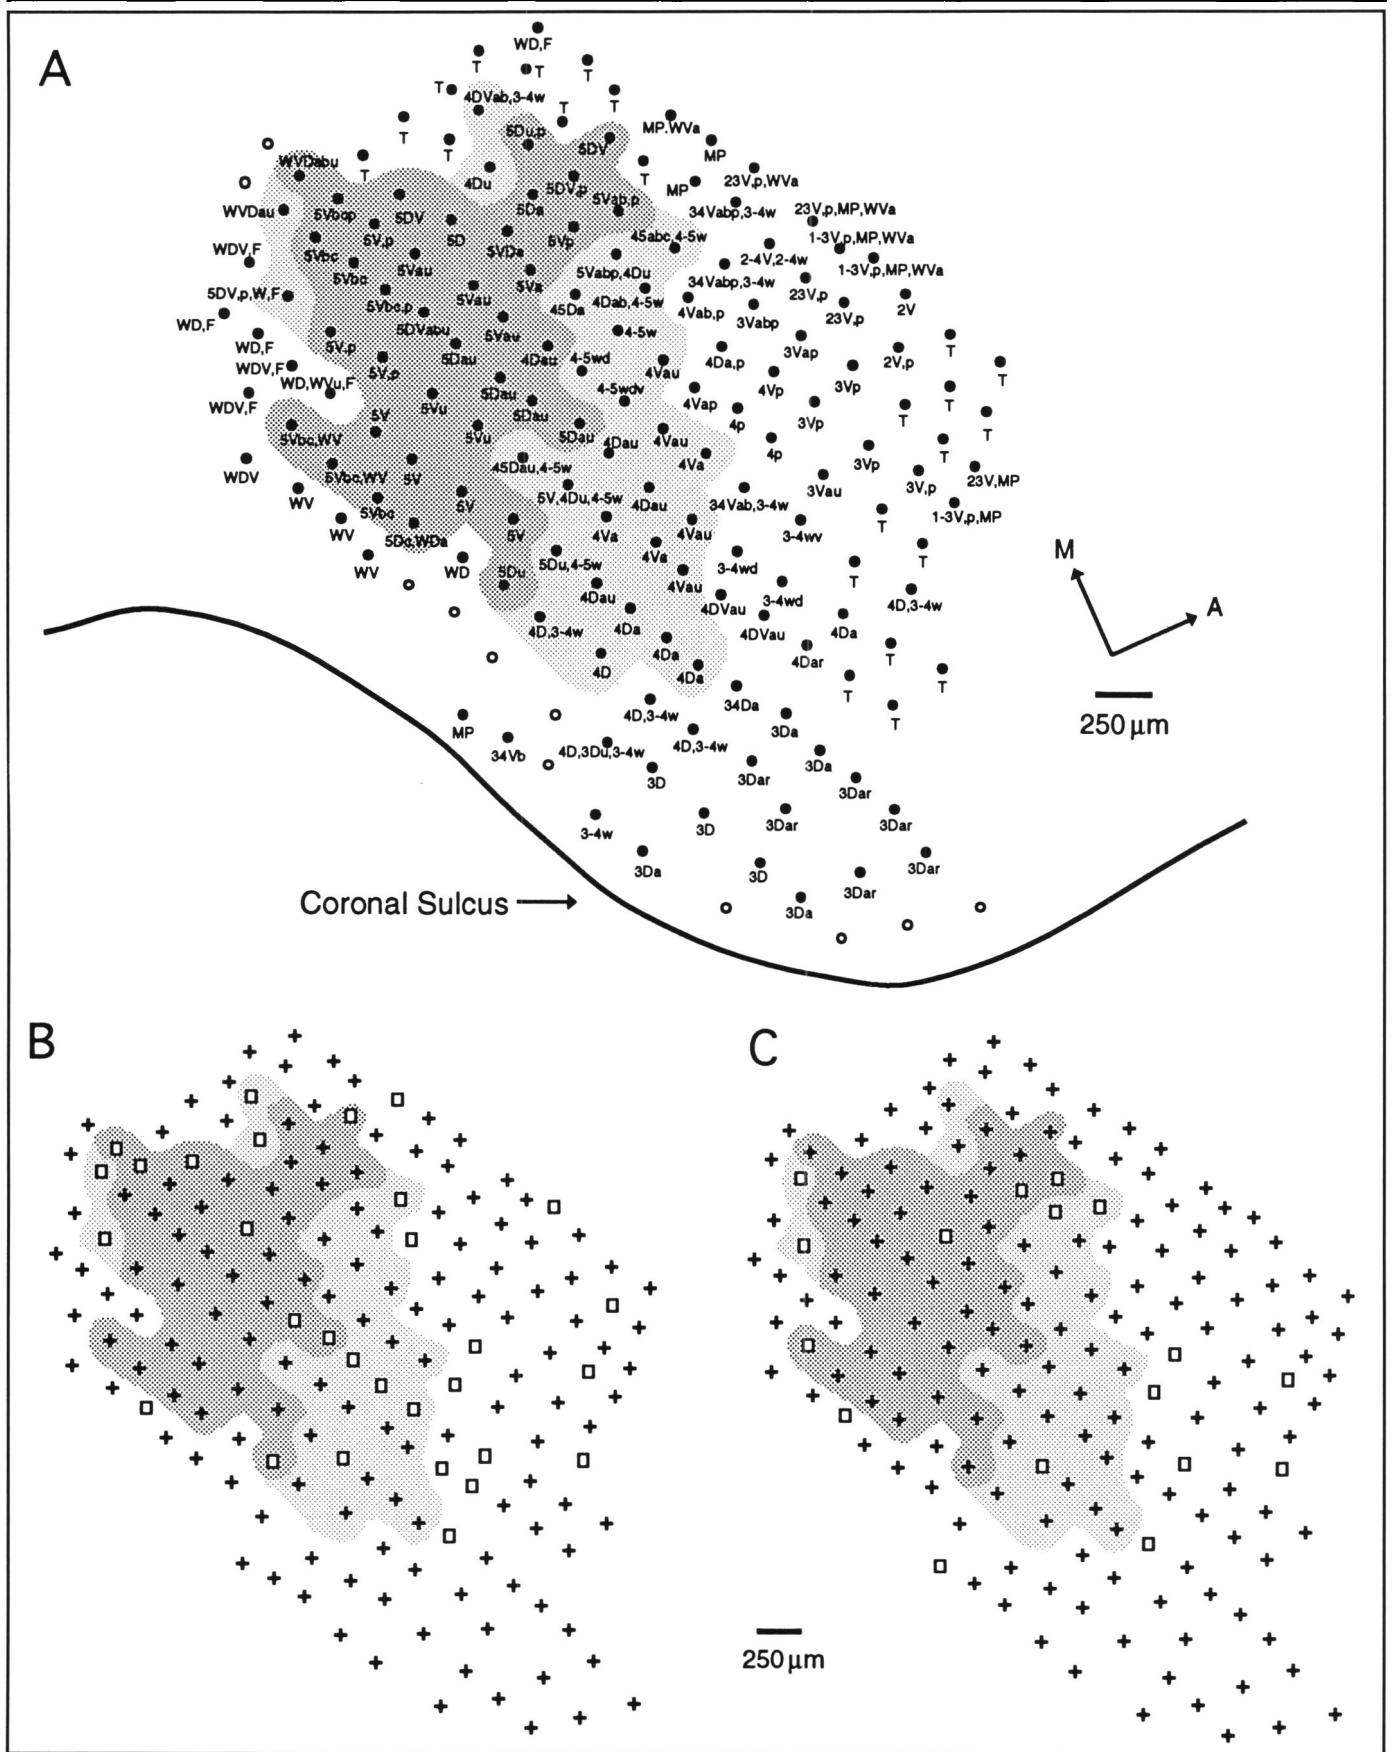 A
WD,F
T
T
T
T
4DVab,3-4w
T
T
MP.WVa
T
5Du,p
5DV
T
MP
WVDabu
T
4Du
5DV,p
T
MP
23V,p,WVa
WVDau
5Vbcp
5DV
5Da
5Vab,p
34Vabp,3-4w
23V,p,MP,WVa
5V,p
5D
5VDa
5Vp
45abc,4-5w
1-3V,p,MP,WVa
WDV,F
5Vbc
5Vbc
5Vau
5Va
5Vabp,4Du
34Vabp,3-4w
2-4V,2-4w
1-3V,p,MP,WVa
5DV,p,W,F
5Vbc,p
5Vau
45Da
4Dab,4-5w
4Vab,p
3Vabp
23V,p
23V,p
2V
WD,F
WD,F
5V,p
5DVabu
5Vau
4-5w
T
WDV,F
5V,p
5Dau
4Dau
4-5wd
4Vau
4Da,p
3Vap
2V,p
T
WD,WVu,F
5Dau
4-5wdv
4Vap
4Vp
3Vp
T
WDV,F
5V
5Vu
5Dau
4p
3Vp
T
T
5Vbc,WV
5Vu
5Dau
4Dau
4Vau
4p
3Vp
T
WDV
5Vbc,WV
5V
45Dau,4-5w
4Va
3Vau
3V,p
23V,MP
WV
5Vbc
5V
5V,4Du,4-5w
4Dau
34Vab,3-4w
T
1-3V,p,MP
WV
5Dc,WDa
5V
4Va
4Vau
3-4wv
T
WV
WD
5Du,4-5w
4Va
3-4wd
T
M
5Du
4Dau
4Vau
3-4wd
4D,3-4w
A
4D,3-4w
4Da
4DVau
4DVau
4Da
4D
4Da
4Dar
T
4Da
T
T
250 µm
4D,3-4w
34Da
T
MP
34Vb
4D,3Du,3-4w
4D,3-4w
3Da
3D
3Dar
3Da
3Dar
3-4w
3D
3Dar
3Dar
3Da
3D
3Dar
3Dar
Coronal Sulcus
3Da
B
C
250 µm